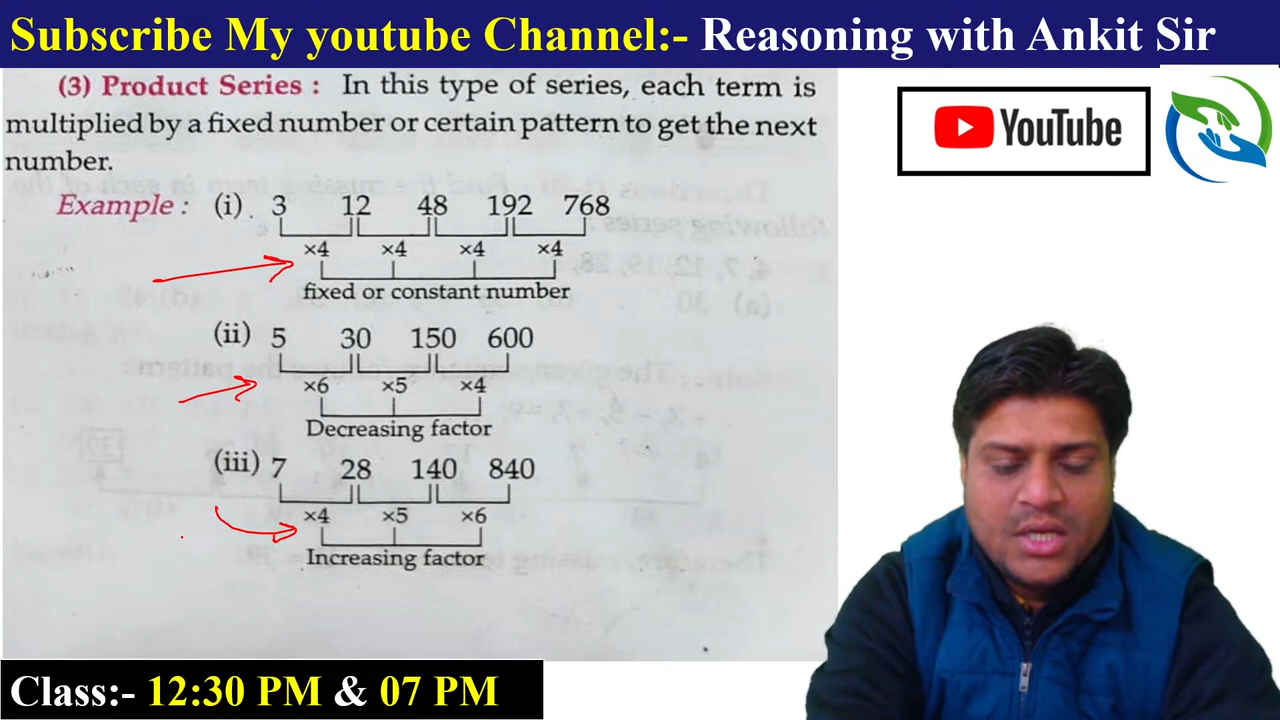 Subscribe My youtube Channel:- Reasoning with Ankit Sir
YouTube
(3) Product Series : In this type of series, each term is
multiplied by a fixed number or certain pattern to get the next
number.
Example : (i) 3 12 48 192 768
×4 ×4 ×4 ×4
fixed or constant number
(ii) 5 30 150 600
×6 ×5 ×4
Decreasing factor
(iii) 7 28 140 840
×4 ×5 ×6
Increasing factor
Class:- 12:30 PM & 07 PM